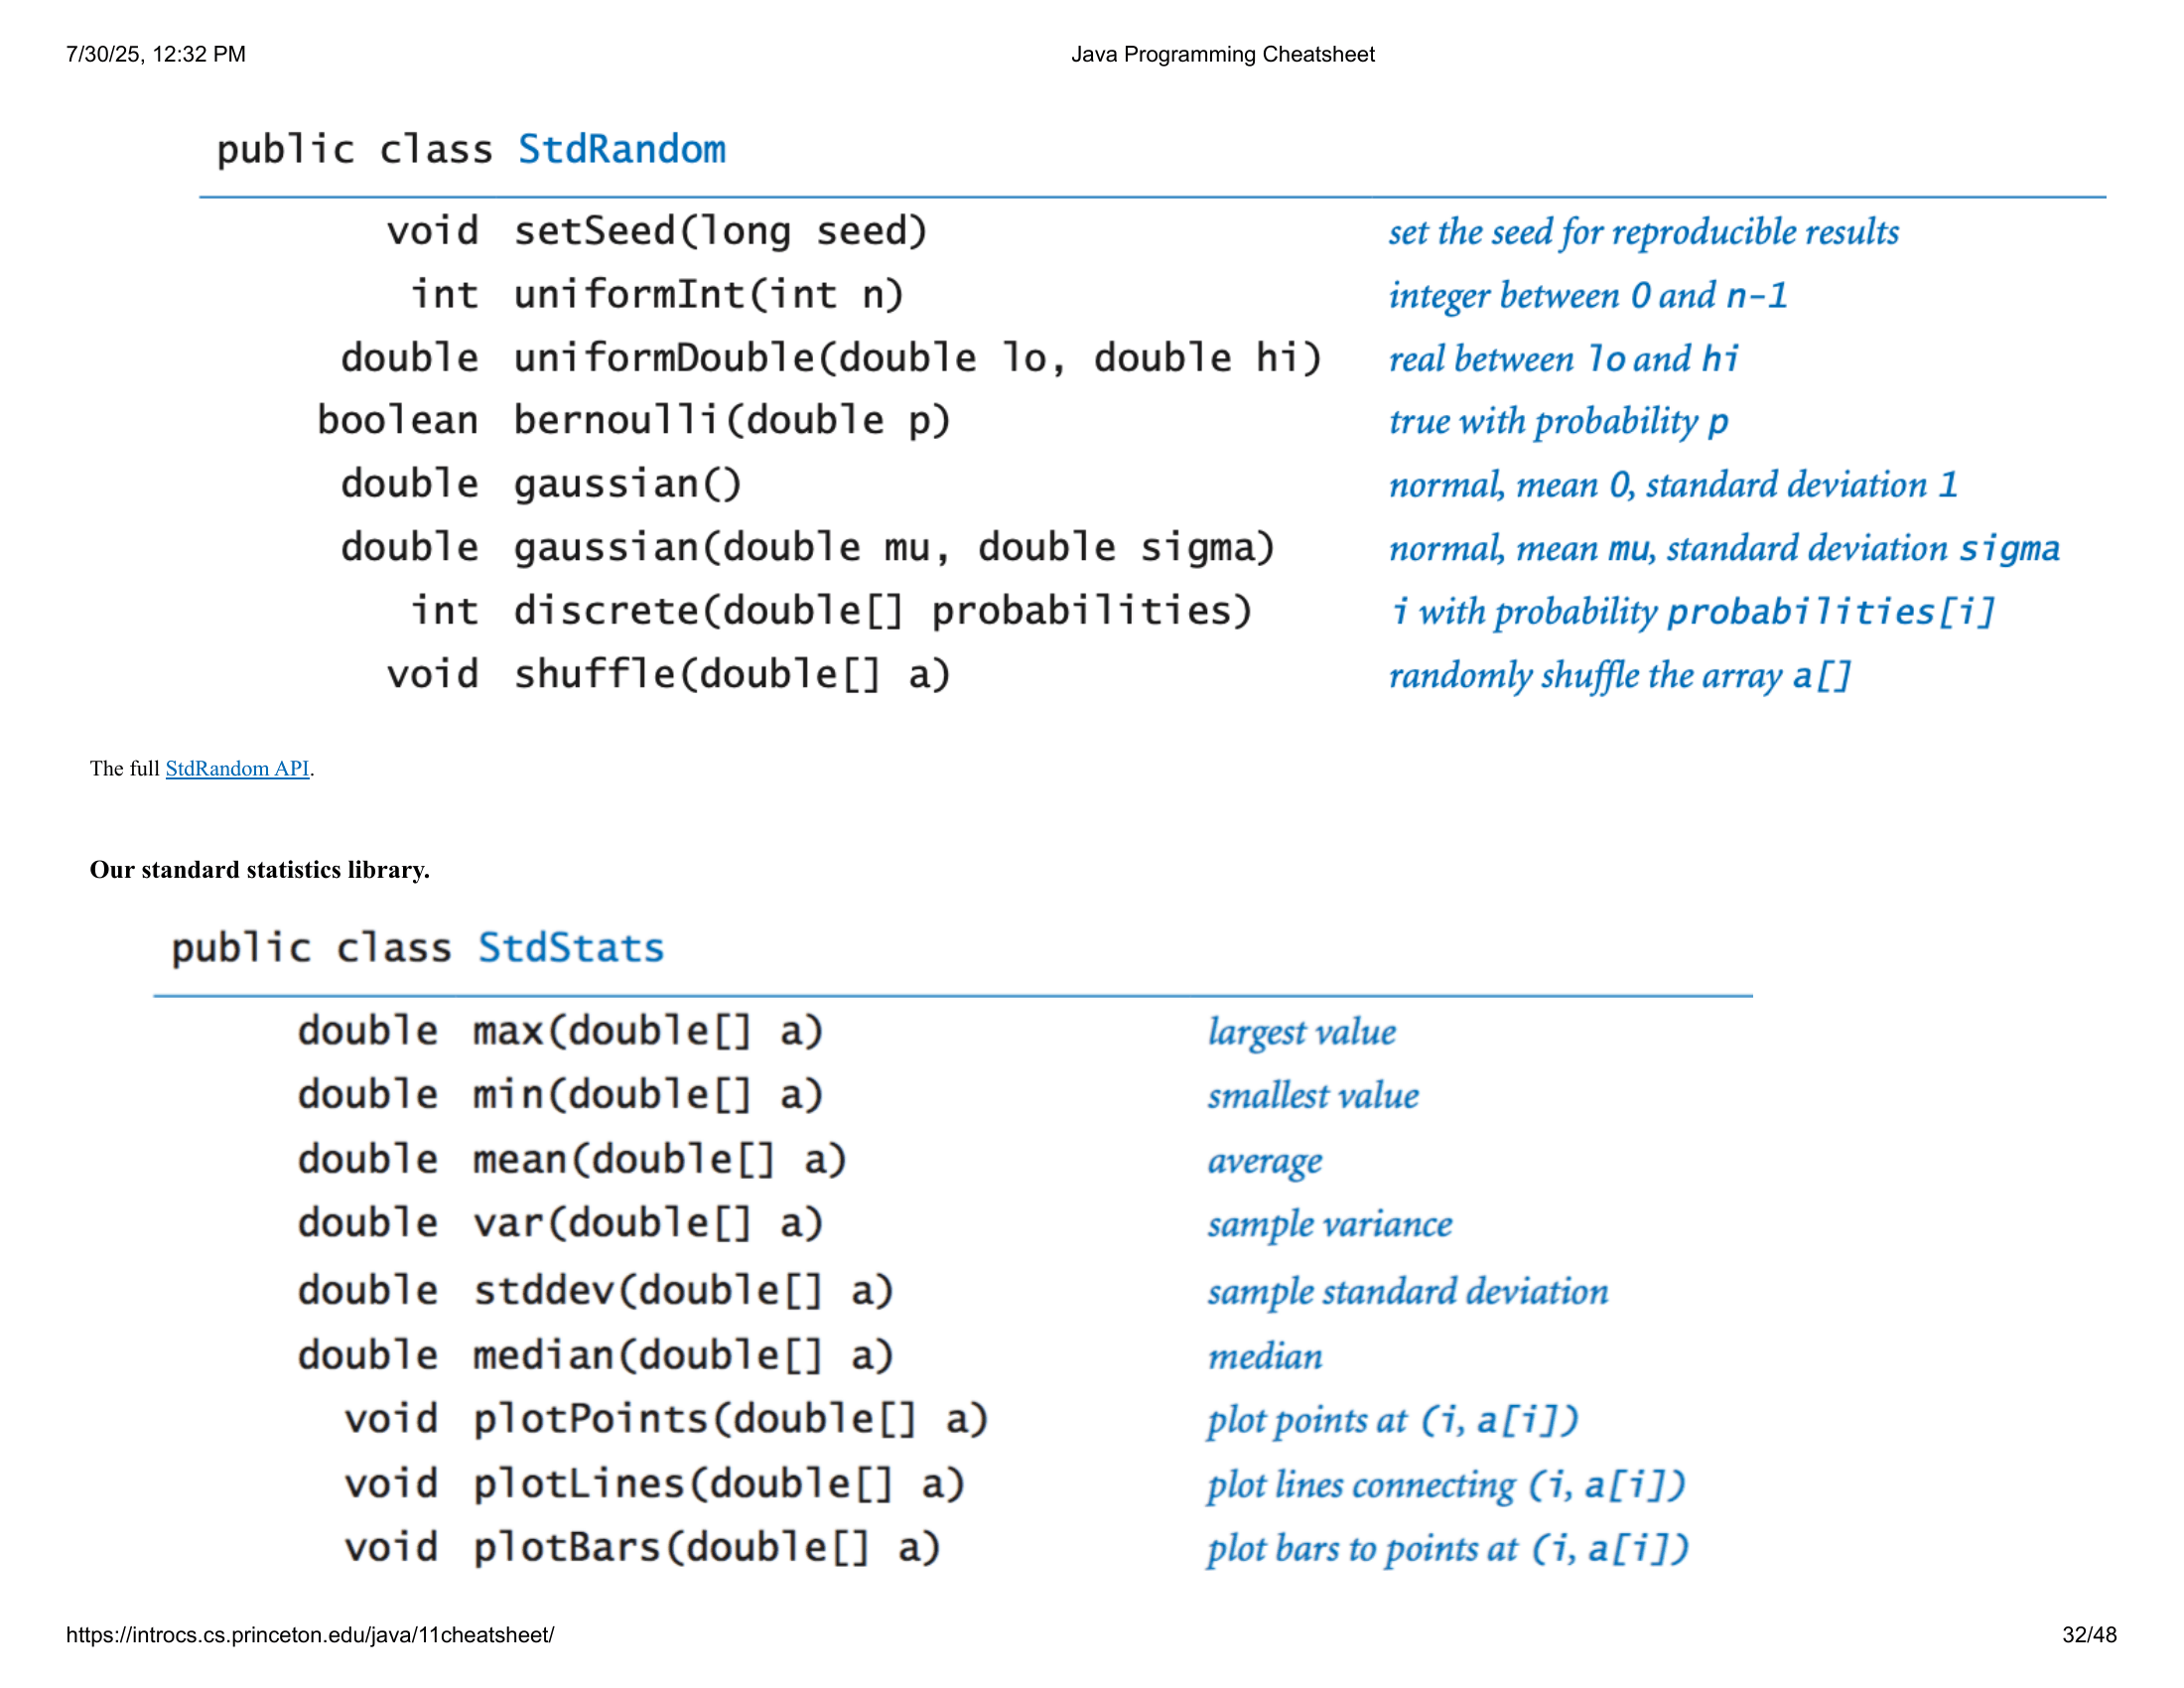 7/30/25, 12:32 PM Java Programming Cheatsheet
public class StdRandom
void setSeed(long seed) set the seed for reproducible results
int uniformInt(int n) integer between 0 and n-1
double uniformDouble(double lo, double hi) real between lo and hi
boolean bernoulli(double p) true with probability p
double gaussian() normal, mean 0, standard deviation 1
double gaussian(double mu, double sigma) normal, mean mu, standard deviation sigma
int discrete(double[] probabilities) i with probability probabilities[i]
void shuffle(double[] a) randomly shuffle the array a[]
The full StdRandom API.
Our standard statistics library.
public class StdStats
double max(double[] a) largest value
double min(double[] a) smallest value
double mean(double[] a) average
double var(double[] a) sample variance
double stddev(double[] a) sample standard deviation
double median(double[] a) median
void plotPoints(double[] a) plot points at (i, a[i])
void plotLines(double[] a) plot lines connecting (i, a[i])
void plotBars(double[] a) plot bars to points at (i, a[i])
https://introcs.cs.princeton.edu/java/11cheatsheet/ 32/48